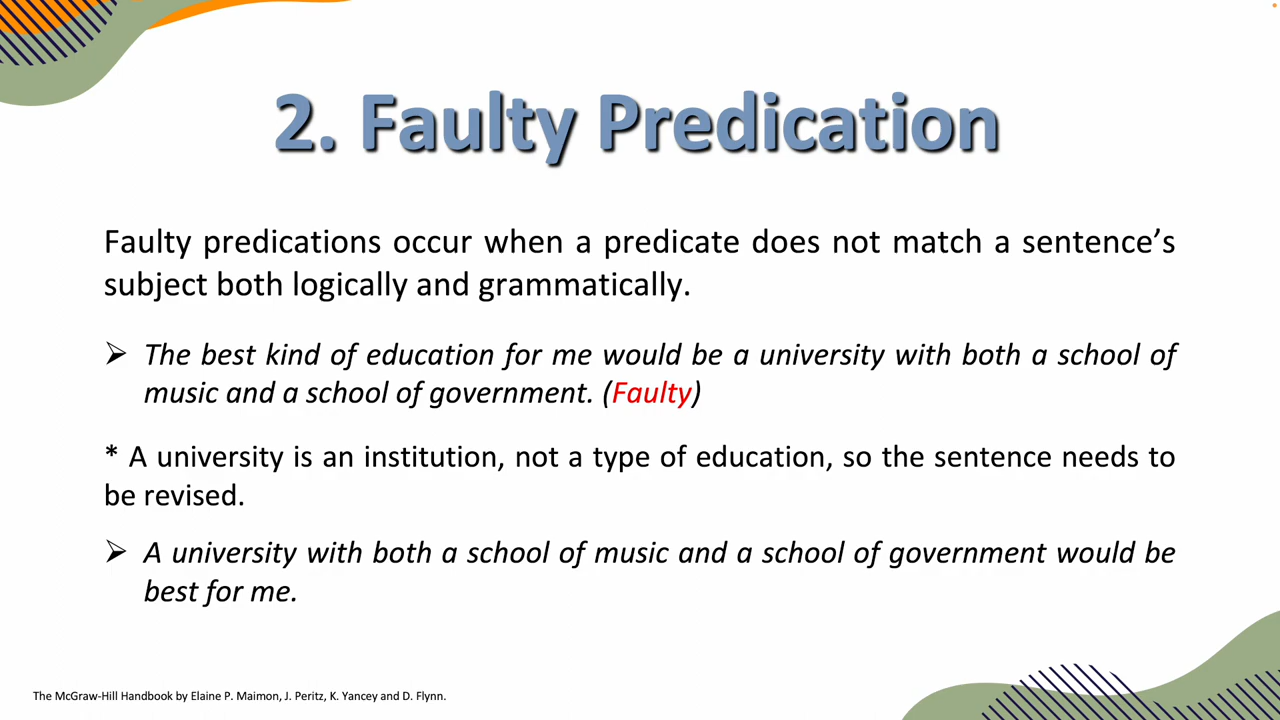 2. Faulty Predication
Faulty predications occur when a predicate does not match a sentence’s
subject both logically and grammatically.
➢ The best kind of education for me would be a university with both a school of
music and a school of government. (Faulty)
* A university is an institution, not a type of education, so the sentence needs to
be revised.
➢ A university with both a school of music and a school of government would be
best for me.
The McGraw-Hill Handbook by Elaine P. Maimon, J. Peritz, K. Yancey and D. Flynn.